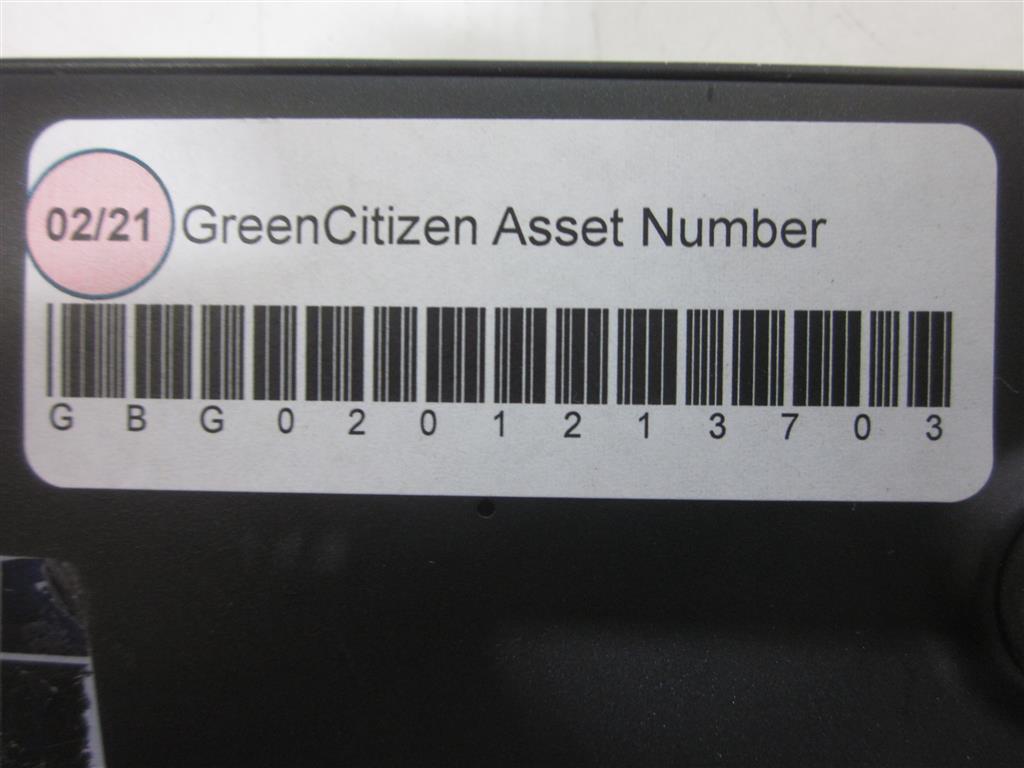 02/21 GreenCitizen Asset Number
G B G 0 2 0 1 2 1 3 7 0 3